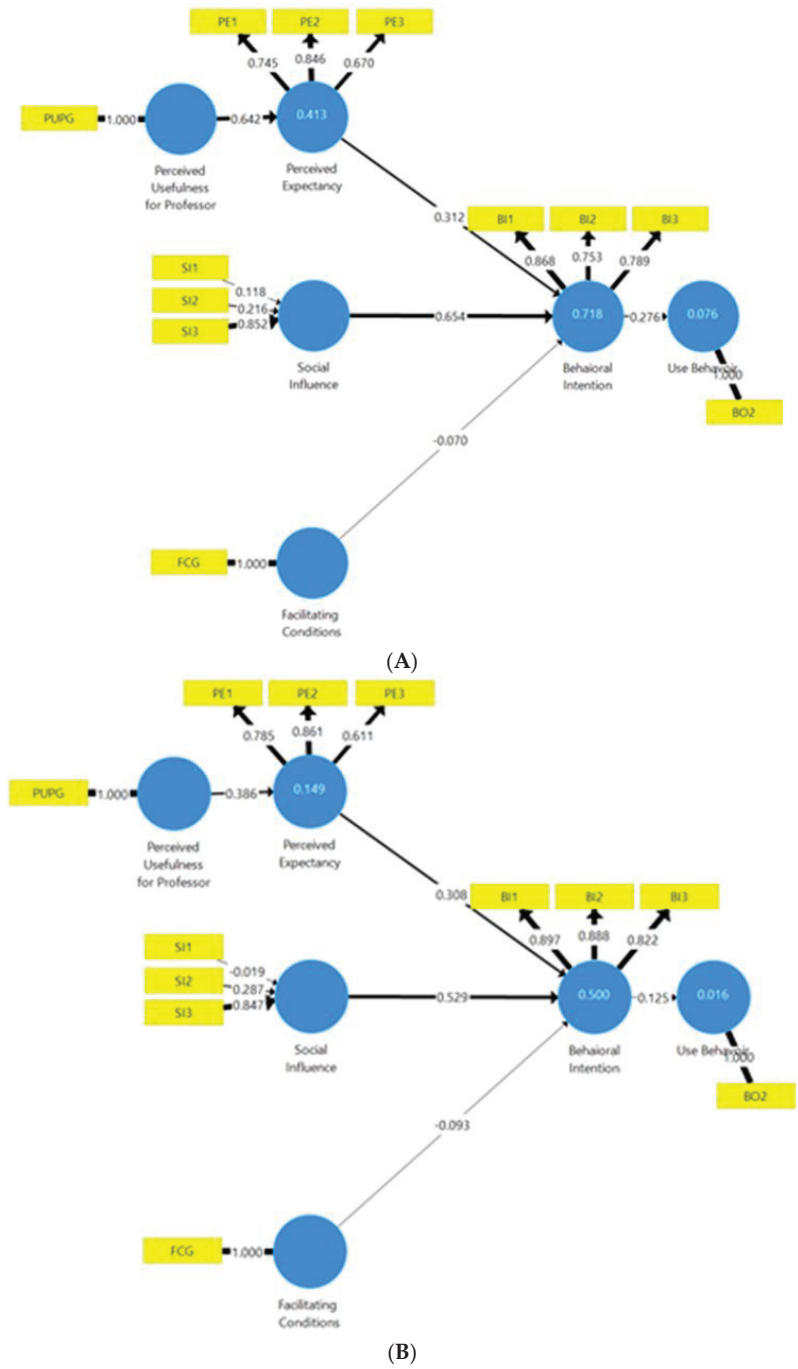 PE1 PE2 PE3
0.745 0.846 0.670
PUPG 1.000 0.642 0.413
Perceived
Usefulness
for Professor
Perceived
Expectancy
0.312
BI1 BI2 BI3
0.868 0.753 0.789
SI1
0.118
SI2
0.216
SI3
0.852
0.654 0.718 0.276 0.076
Social
Influence
Behaioral
Intention
Use Behavoir
1.000
BO2
-0.070
FCG 1.000
Facilitating
Conditions
(A)
PE1 PE2 PE3
0.785 0.861 0.611
PUPG 1.000 0.386 0.149
Perceived
Usefulness
for Professor
Perceived
Expectancy
0.308
BI1 BI2 BI3
0.897 0.888 0.822
SI1
-0.019
SI2
0.287
SI3
0.847
0.529 0.500 0.125 0.016
Social
Influence
Behaioral
Intention
Use Behavoir
1.000
BO2
-0.093
FCG 1.000
Facilitating
Conditions
(B)